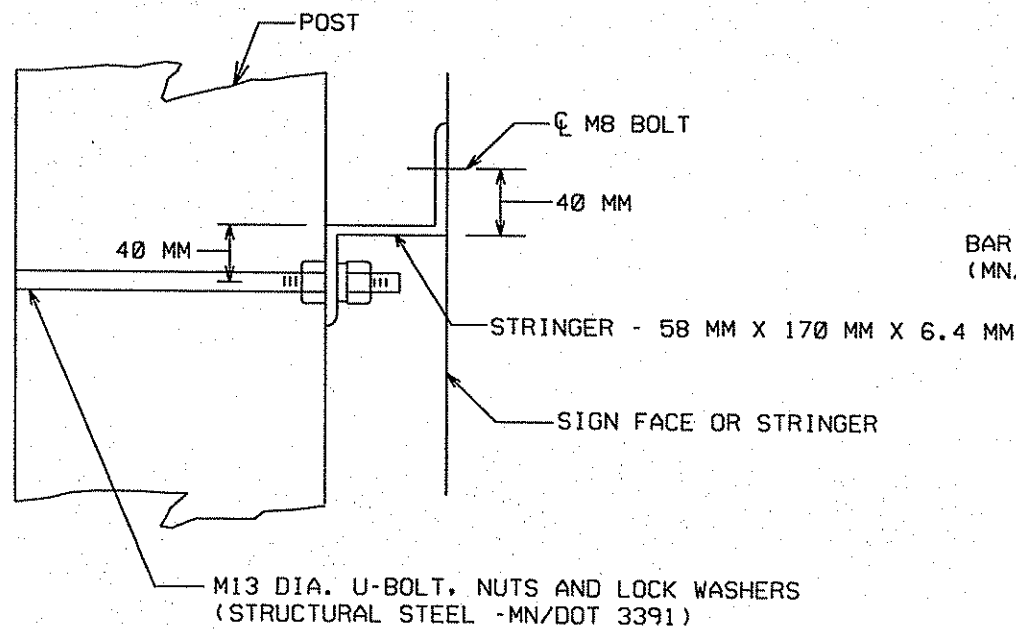 POST
℄ M8 BOLT
40 MM
40 MM
BAR
(MN.
STRINGER - 58 MM X 170 MM X 6.4 MM
SIGN FACE OR STRINGER
M13 DIA. U-BOLT, NUTS AND LOCK WASHERS
(STRUCTURAL STEEL -MN/DOT 3391)